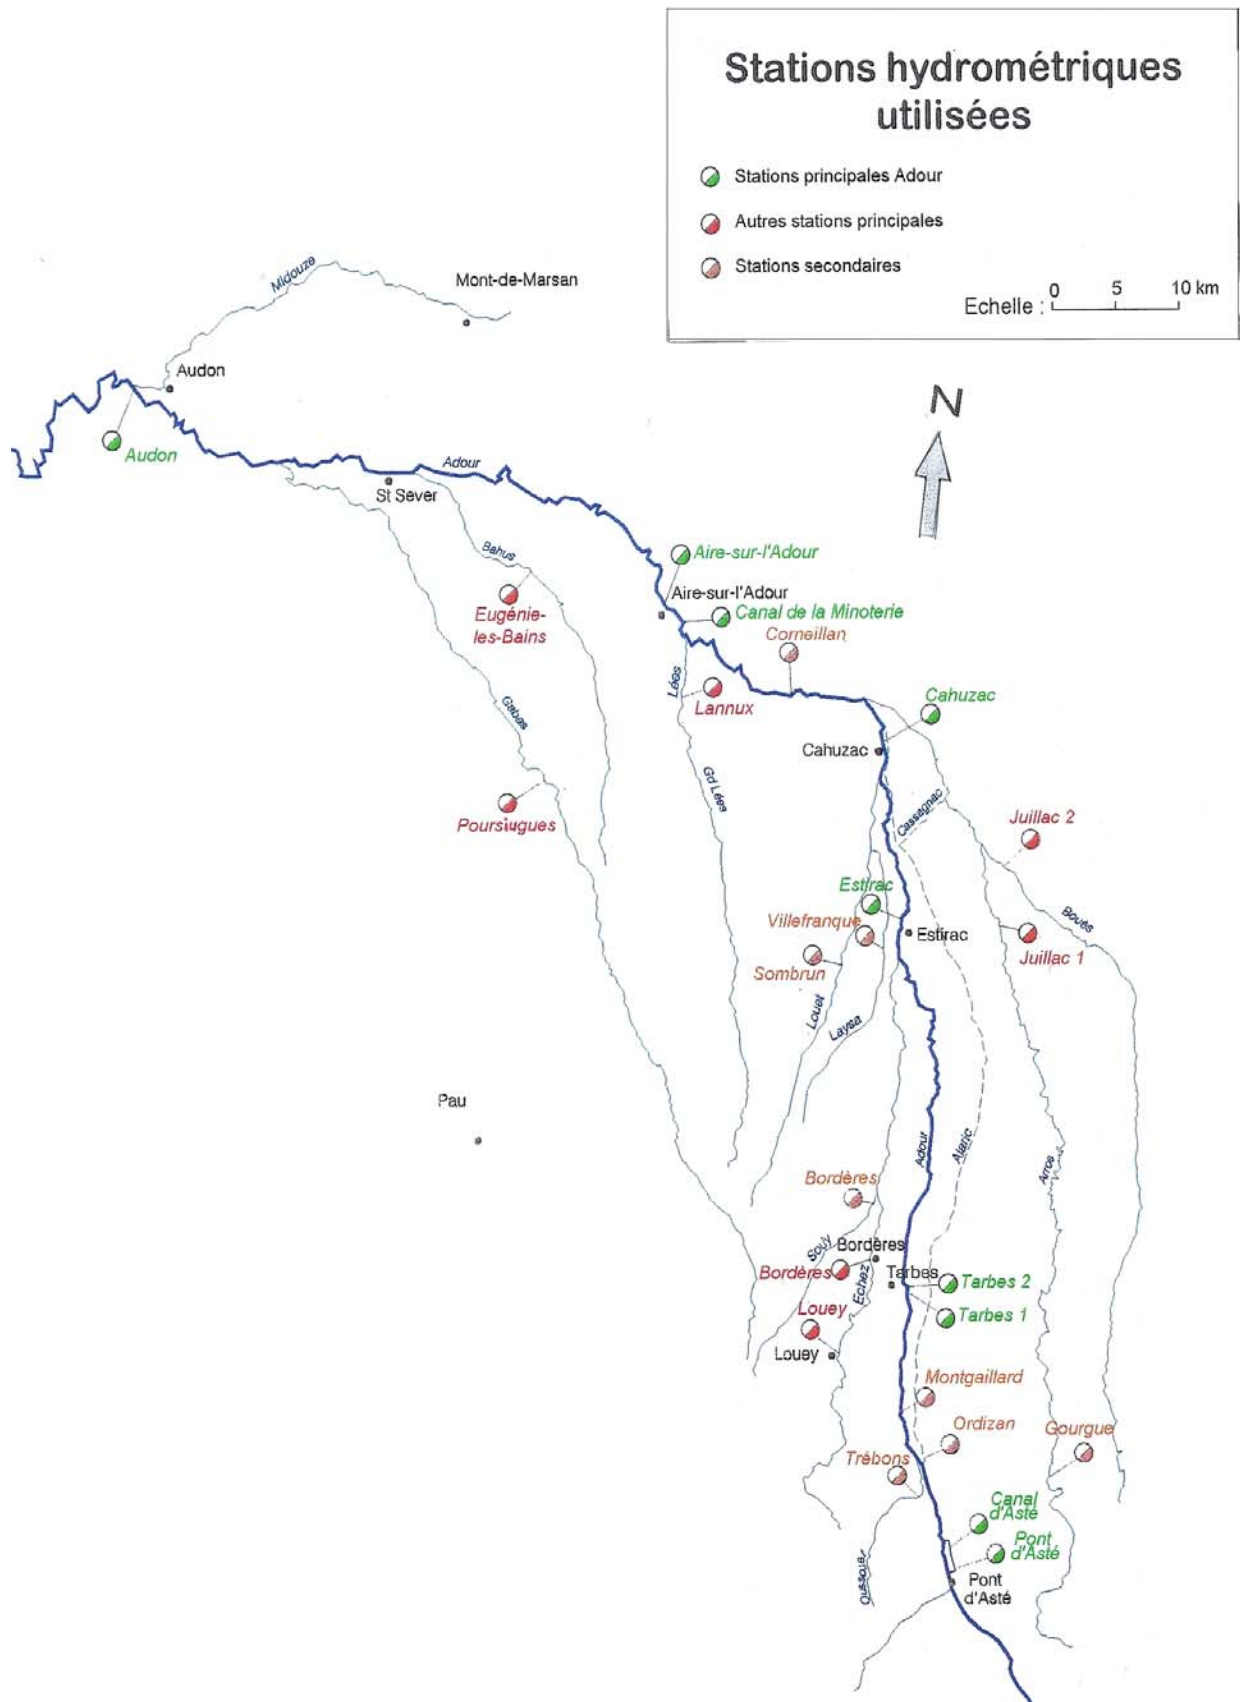 Stations hydrométriques
utilisées
Stations principales Adour
Autres stations principales
Stations secondaires
Echelle :
0 5 10 km
Midouze
Mont-de-Marsan
Audon
N
Audon
Adour
St Sever
Bahus
Aire-sur-l'Adour
Aire-sur-l'Adour
Eugénie-
les-Bains
Canal de la Minoterie
Corneillan
Lées
Lannux
Cahuzac
Gabas
Cahuzac
Gd Lées
Cassagnac
Poursiugues
Juillac 2
Estirac
Villefranque
Boués
Estirac
Sombrun
Juillac 1
Louet
Laysa
Pau
Adour
Alaric
Arros
Bordères
Souy
Bordères
Bordères
Echez
Tarbes
Tarbes 2
Louey
Tarbes 1
Louey
Montgaillard
Ordizan
Gourgue
Trébons
Canal
d'Asté
Pont
d'Asté
Oussouet
Pont
d'Asté